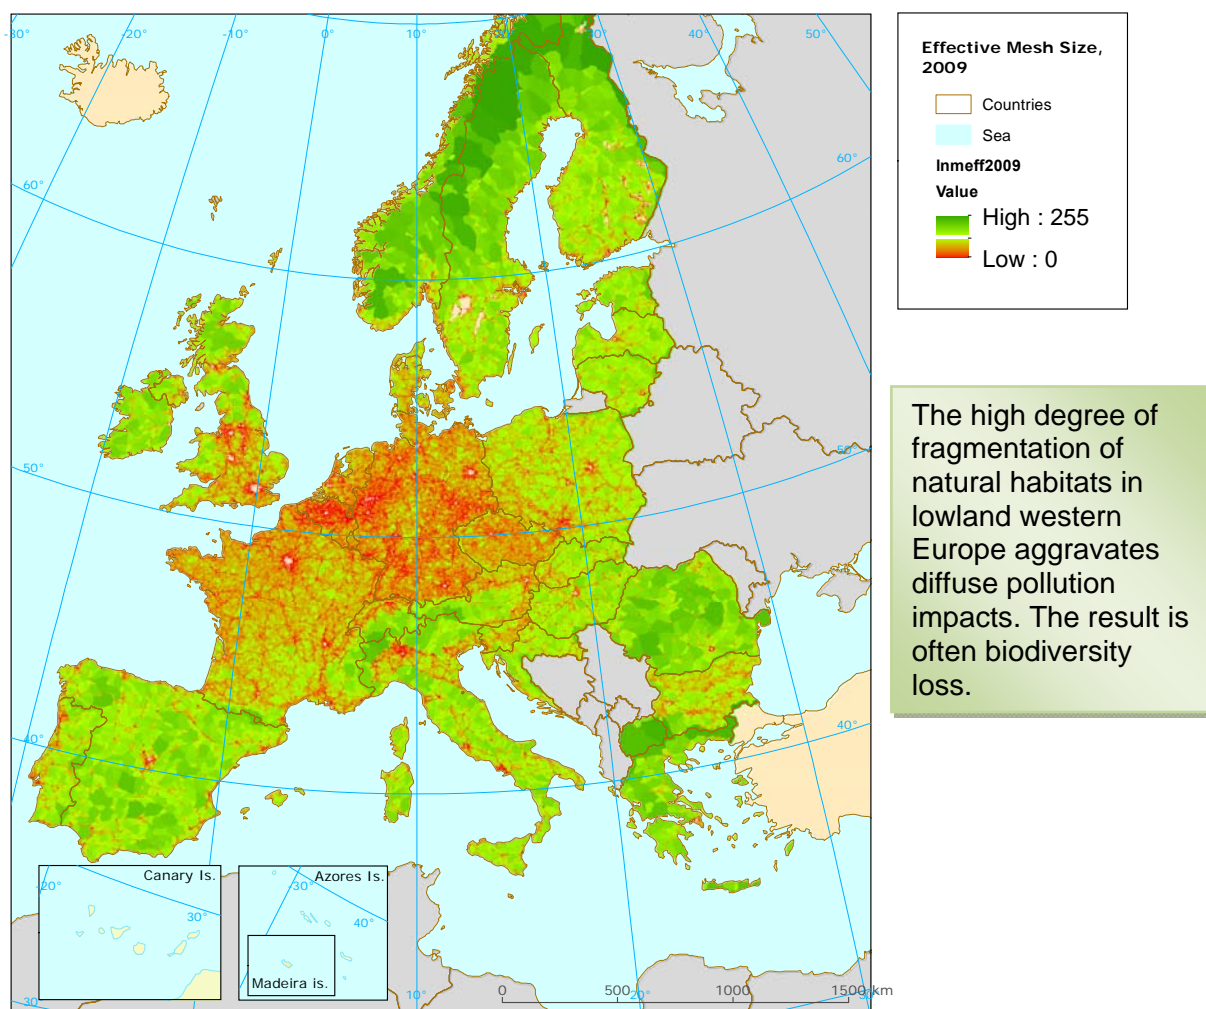 -30°
-20°
-10°
0°
10°
20°
30°
40°
50°
60°
60°
50°
50°
40°
40°
30
10°
20°
30
Canary Is.
-20°
30°
Azores Is.
-30°
40°
Madeira is.
0
500
1000
1500 km
Effective Mesh Size,
2009
Countries
Sea
lnmeff2009
Value
High : 255
Low : 0
The high degree of
fragmentation of
natural habitats in
lowland western
Europe aggravates
diffuse pollution
impacts. The result is
often biodiversity
loss.